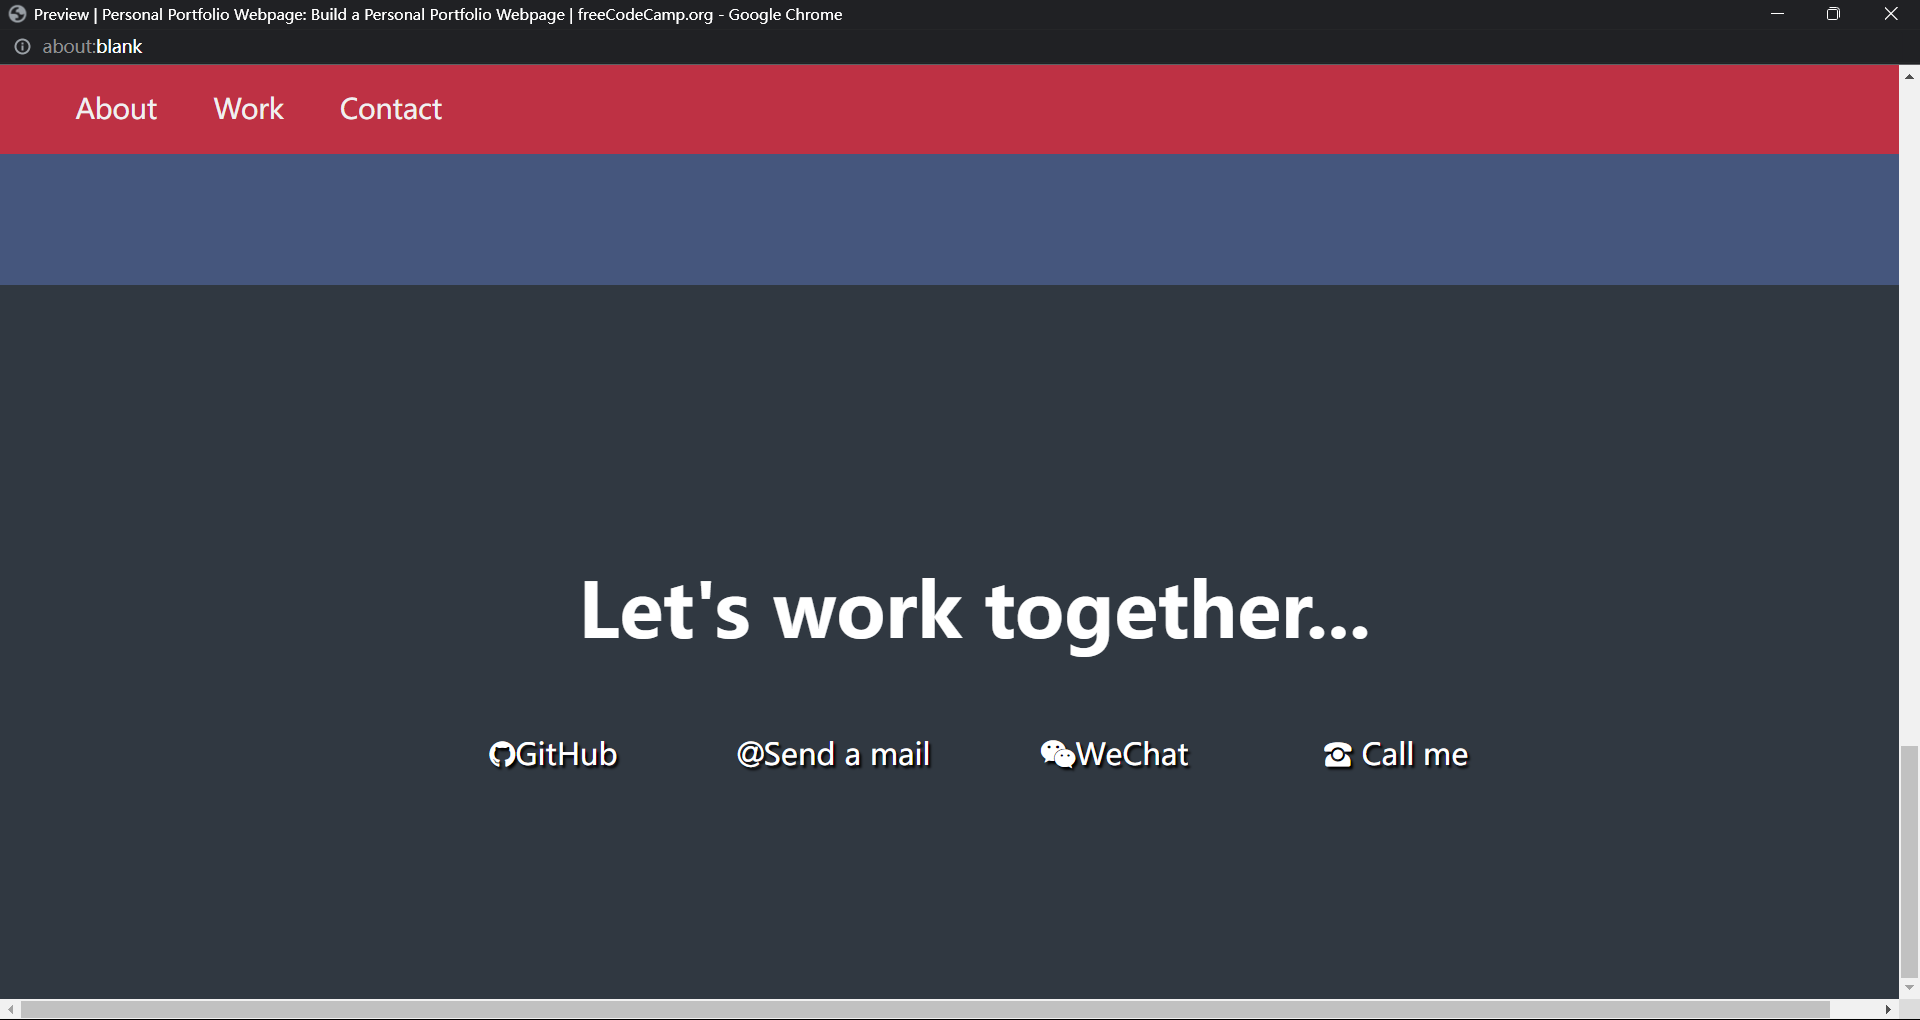 Preview | Personal Portfolio Webpage: Build a Personal Portfolio Webpage | freeCodeCamp.org - Google Chrome
about:blank
About Work Contact
Let's work together...
GitHub @Send a mail WeChat Call me